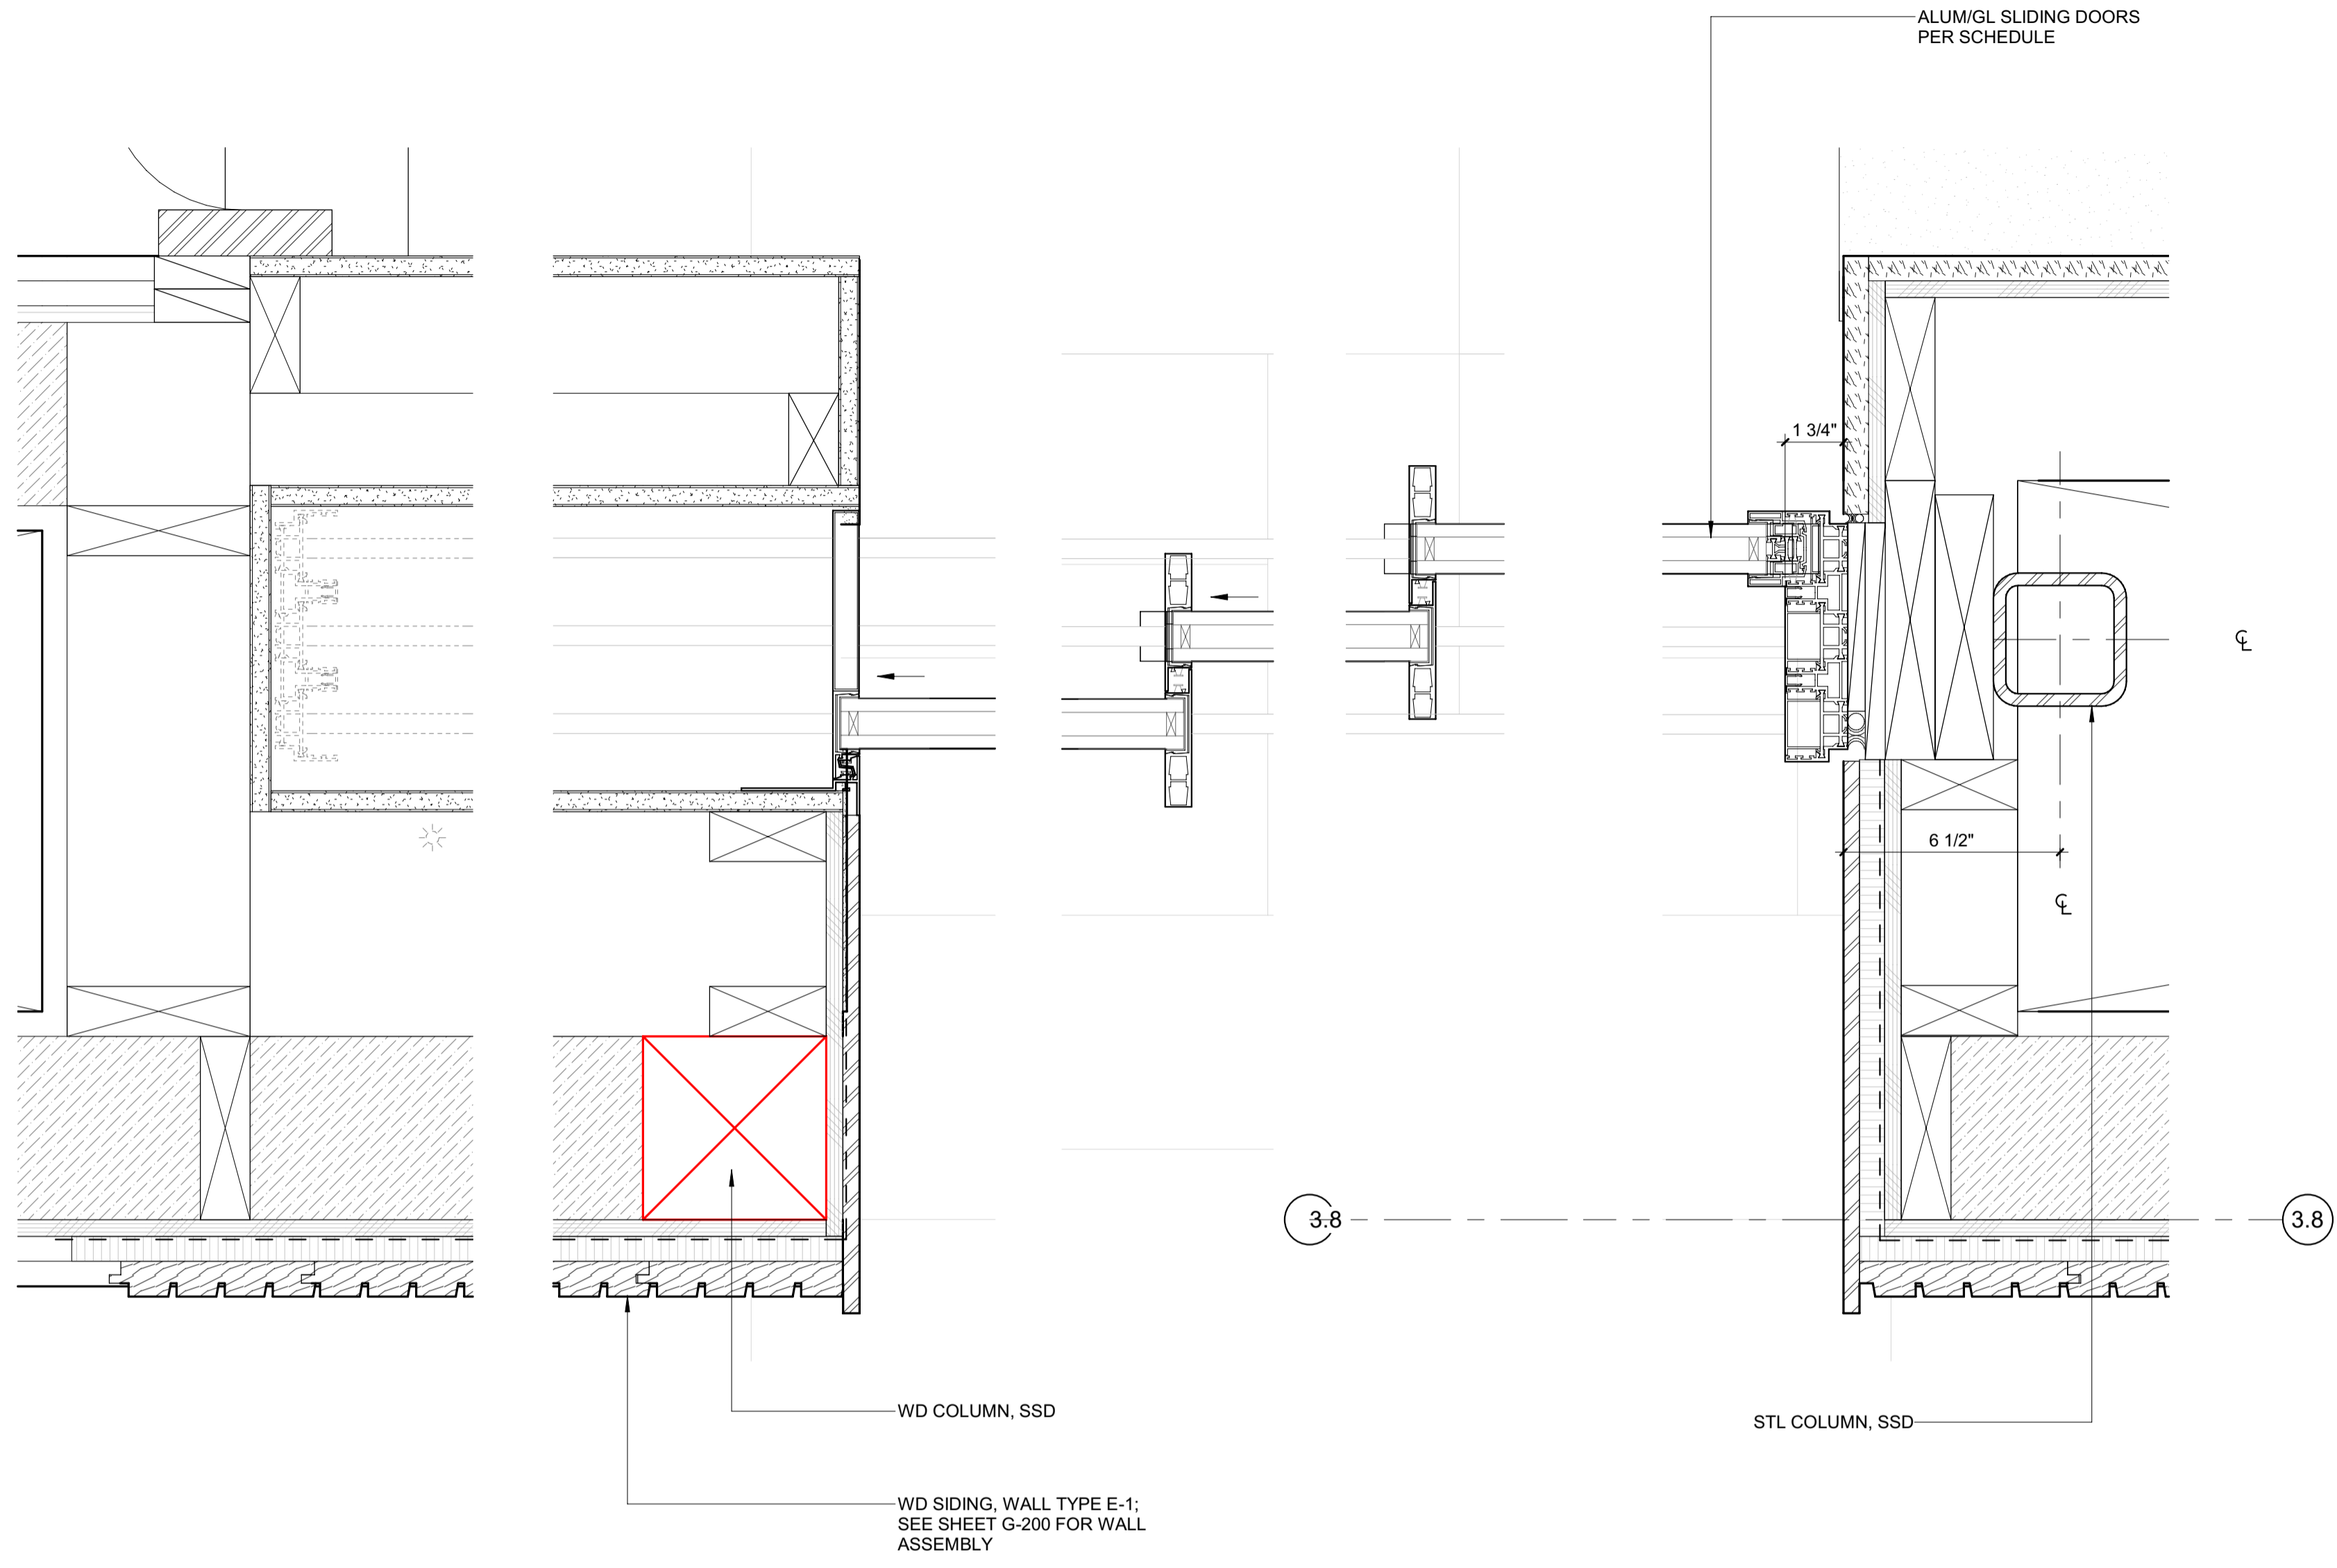 ALUM/GL SLIDING DOORS
PER SCHEDULE
1 3/4"
℄
6 1/2"
℄
3.8
3.8
WD COLUMN, SSD
STL COLUMN, SSD
WD SIDING, WALL TYPE E-1;
SEE SHEET G-200 FOR WALL
ASSEMBLY